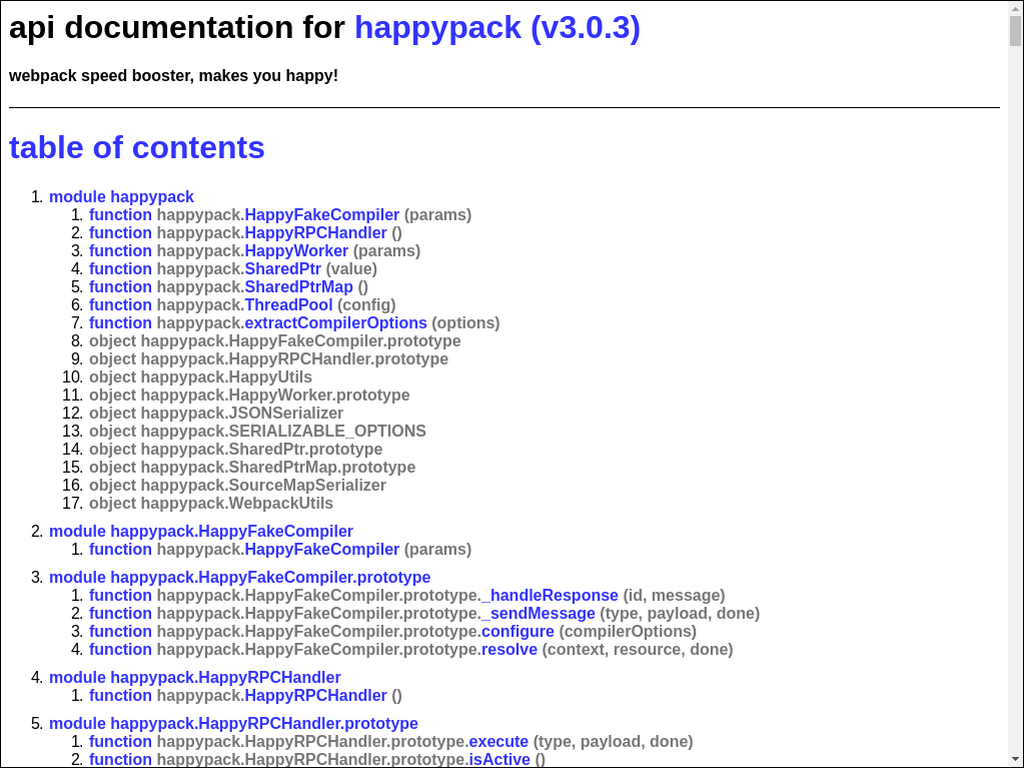 api documentation for happypack (v3.0.3)
webpack speed booster, makes you happy!
table of contents
1. module happypack
1. function happypack.HappyFakeCompiler (params)
2. function happypack.HappyRPCHandler ()
3. function happypack.HappyWorker (params)
4. function happypack.SharedPtr (value)
5. function happypack.SharedPtrMap ()
6. function happypack.ThreadPool (config)
7. function happypack.extractCompilerOptions (options)
8. object happypack.HappyFakeCompiler.prototype
9. object happypack.HappyRPCHandler.prototype
10. object happypack.HappyUtils
11. object happypack.HappyWorker.prototype
12. object happypack.JSONSerializer
13. object happypack.SERIALIZABLE_OPTIONS
14. object happypack.SharedPtr.prototype
15. object happypack.SharedPtrMap.prototype
16. object happypack.SourceMapSerializer
17. object happypack.WebpackUtils
2. module happypack.HappyFakeCompiler
1. function happypack.HappyFakeCompiler (params)
3. module happypack.HappyFakeCompiler.prototype
1. function happypack.HappyFakeCompiler.prototype._handleResponse (id, message)
2. function happypack.HappyFakeCompiler.prototype._sendMessage (type, payload, done)
3. function happypack.HappyFakeCompiler.prototype.configure (compilerOptions)
4. function happypack.HappyFakeCompiler.prototype.resolve (context, resource, done)
4. module happypack.HappyRPCHandler
1. function happypack.HappyRPCHandler ()
5. module happypack.HappyRPCHandler.prototype
1. function happypack.HappyRPCHandler.prototype.execute (type, payload, done)
2. function happypack.HappyRPCHandler.prototype.isActive ()